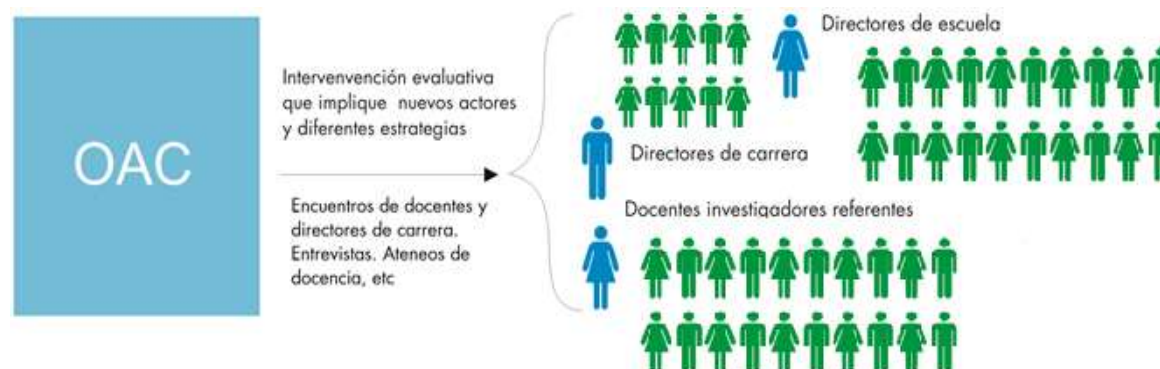 OAC
Intervención evaluativa
que implique nuevos actores
y diferentes estrategias
Encuentros de docentes y
directores de carrera.
Entrevistas. Ateneos de
docencia, etc
Directores de escuela
Directores de carrera
Docentes investigadores referentes